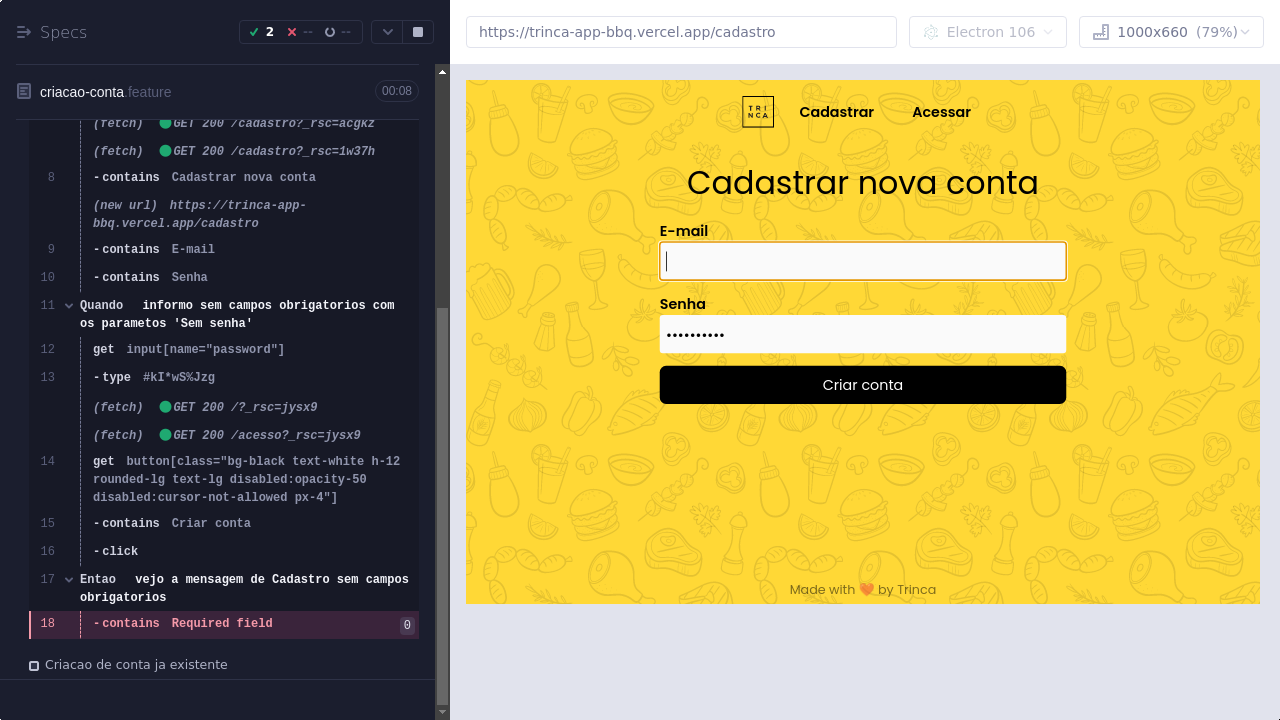 Specs
2 -- --
https://trinca-app-bbq.vercel.app/cadastro
Electron 106
1000x660 (79%)
criacao-conta.feature
00:08
(fetch) GET 200 /cadastro?_rsc=acgkz
(fetch) GET 200 /cadastro?_rsc=1w37h
8 -contains Cadastrar nova conta
(new url) https://trinca-app-
bbq.vercel.app/cadastro
9 -contains E-mail
10 -contains Senha
11 Quando informo sem campos obrigatorios com
os parametos 'Sem senha'
12 get input[name="password"]
13 -type #kI*wS%Jzg
(fetch) GET 200 /?_rsc=jysx9
(fetch) GET 200 /acesso?_rsc=jysx9
14 get button[class="bg-black text-white h-12
rounded-lg text-lg disabled:opacity-50
disabled:cursor-not-allowed px-4"]
15 -contains Criar conta
16 -click
17 Entao vejo a mensagem de Cadastro sem campos
obrigatorios
18 -contains Required field 0
Criacao de conta ja existente
TRI
NCA
Cadastrar Acessar
Cadastrar nova conta
E-mail
Senha
••••••••••
Criar conta
Made with 🧡 by Trinca